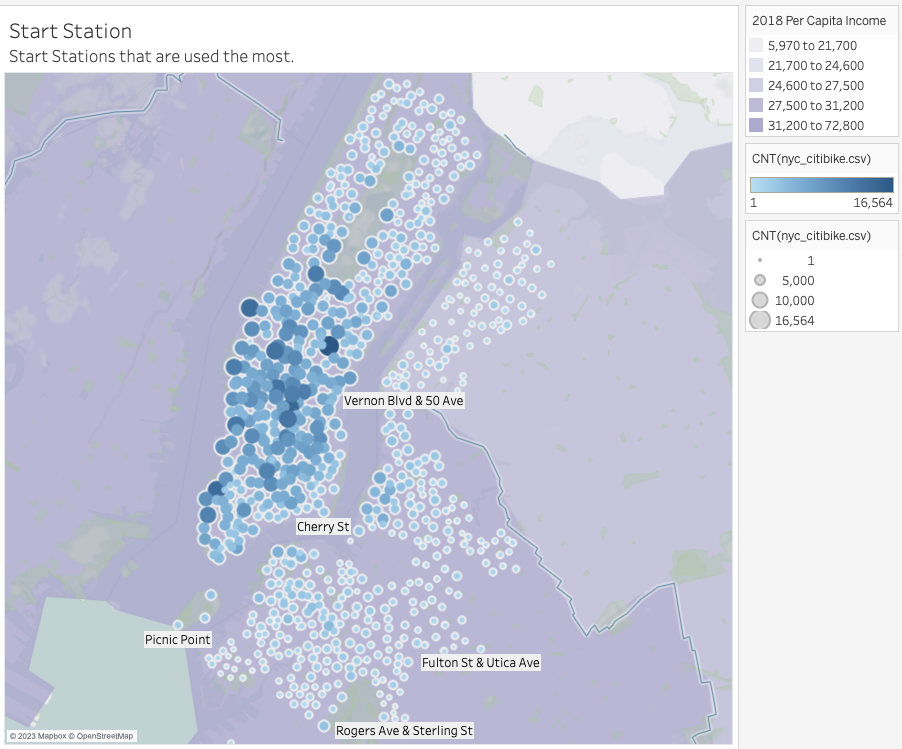 Start Station
Start Stations that are used the most.
Vernon Blvd & 50 Ave
Cherry St
Picnic Point
Fulton St & Utica Ave
Rogers Ave & Sterling St
© 2023 Mapbox © OpenStreetMap
2018 Per Capita Income
5,970 to 21,700
21,700 to 24,600
24,600 to 27,500
27,500 to 31,200
31,200 to 72,800
CNT(nyc_citibike.csv)
1 16,564
CNT(nyc_citibike.csv)
1
5,000
10,000
16,564